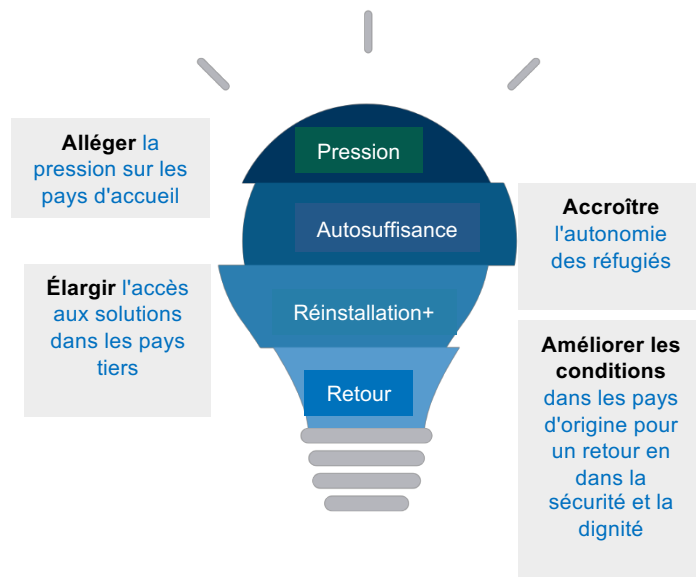 Pression
Alléger la
pression sur les
pays d'accueil
Autosuffisance
Accroître
l'autonomie
des réfugiés
Réinstallation+
Élargir l'accès
aux solutions
dans les pays
tiers
Retour
Améliorer les
conditions
dans les pays
d'origine pour
un retour en
dans la
sécurité et la
dignité